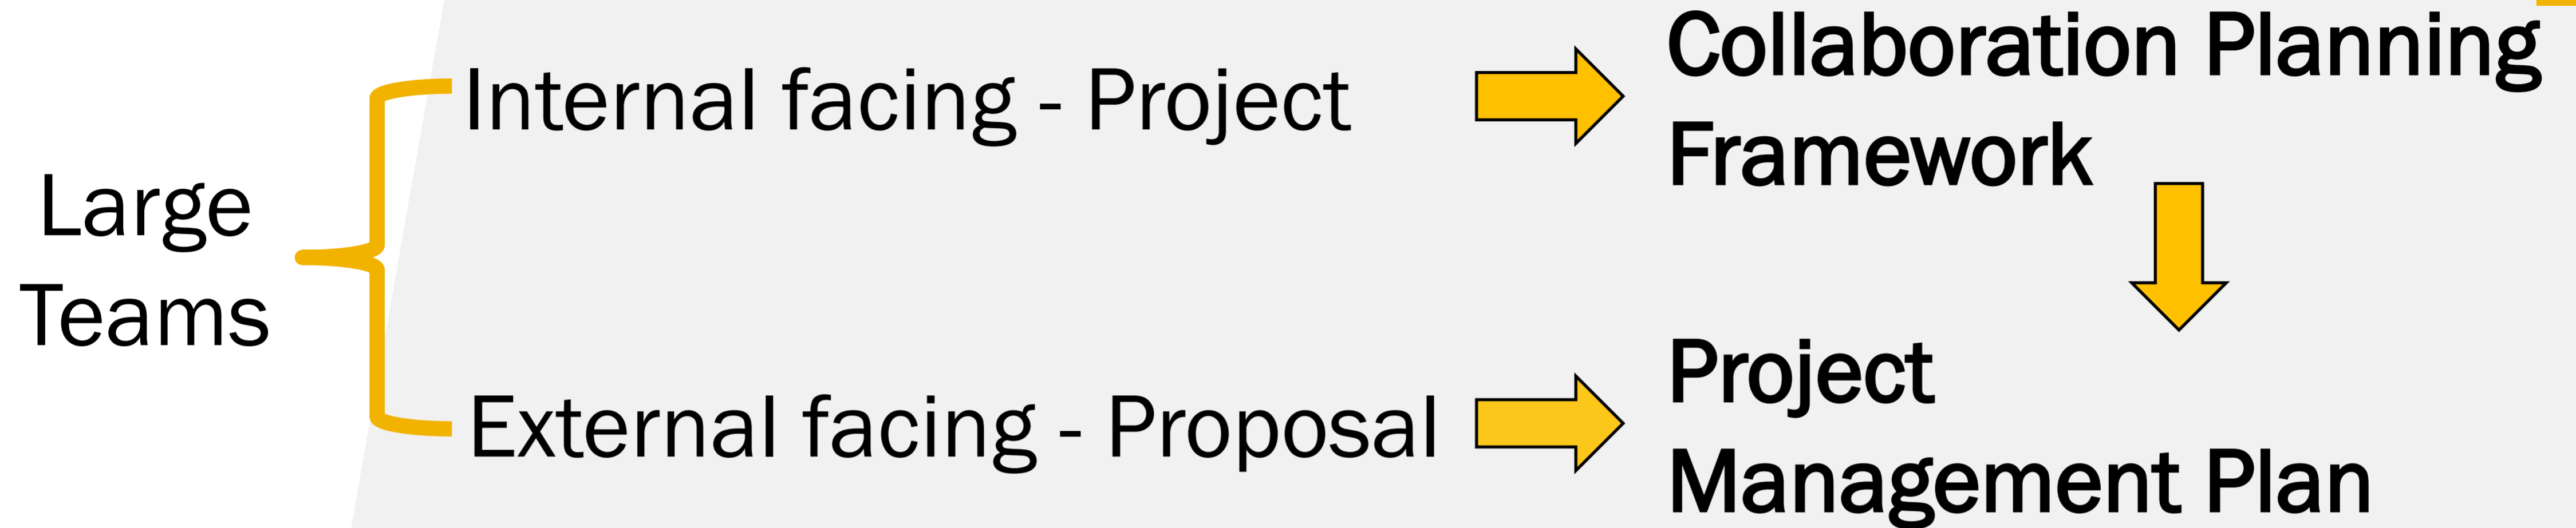 Large
Teams
Internal facing - Project
Collaboration Planning
Framework
External facing - Proposal
Project
Management Plan